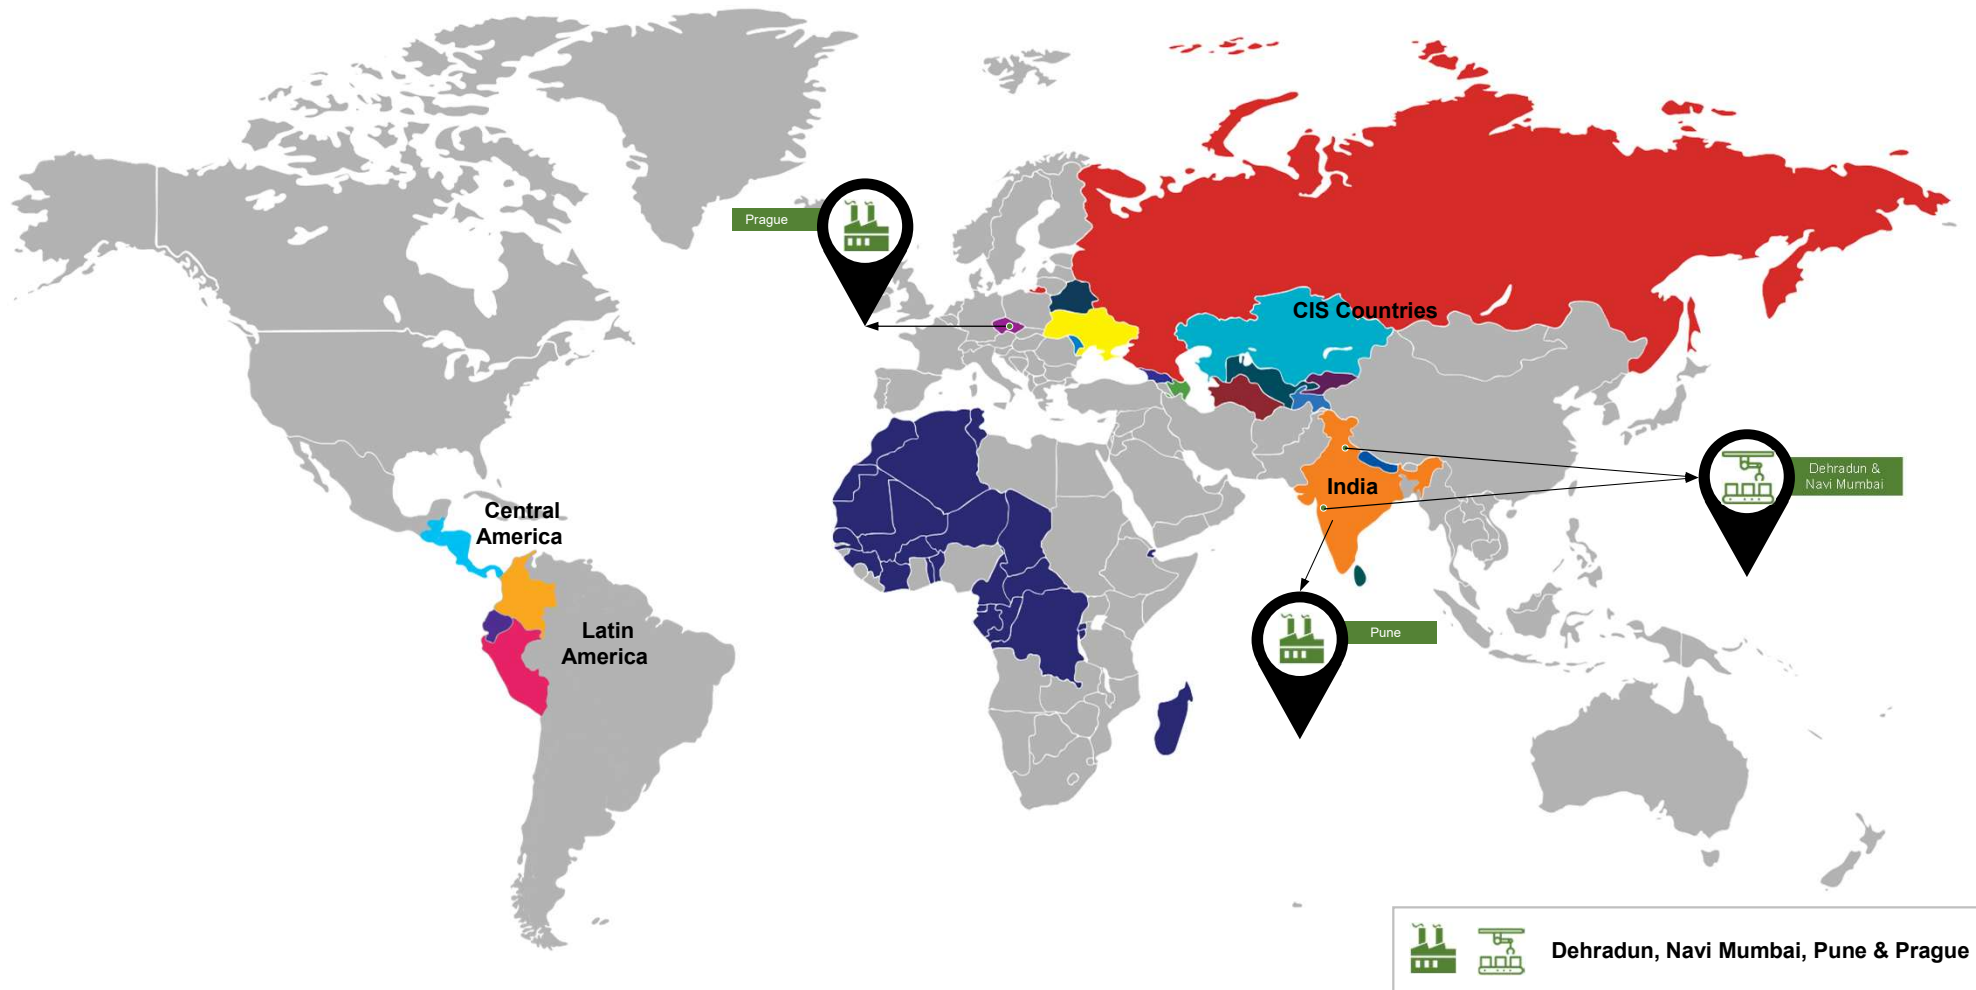 Prague
CIS Countries
Dehradun &
Navi Mumbai
India
Central
America
Latin
America
Pune
Dehradun, Navi Mumbai, Pune & Prague